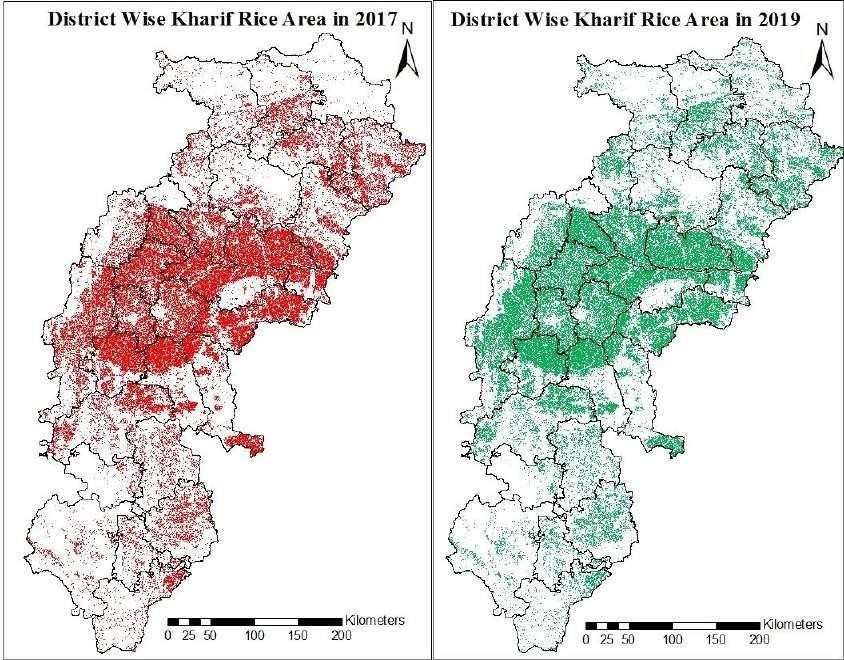 District Wise Kharif Rice Area in 2017
N
Kilometers
0 25 50 100 150 200
District Wise Kharif Rice Area in 2019
N
Kilometers
0 25 50 100 150 200